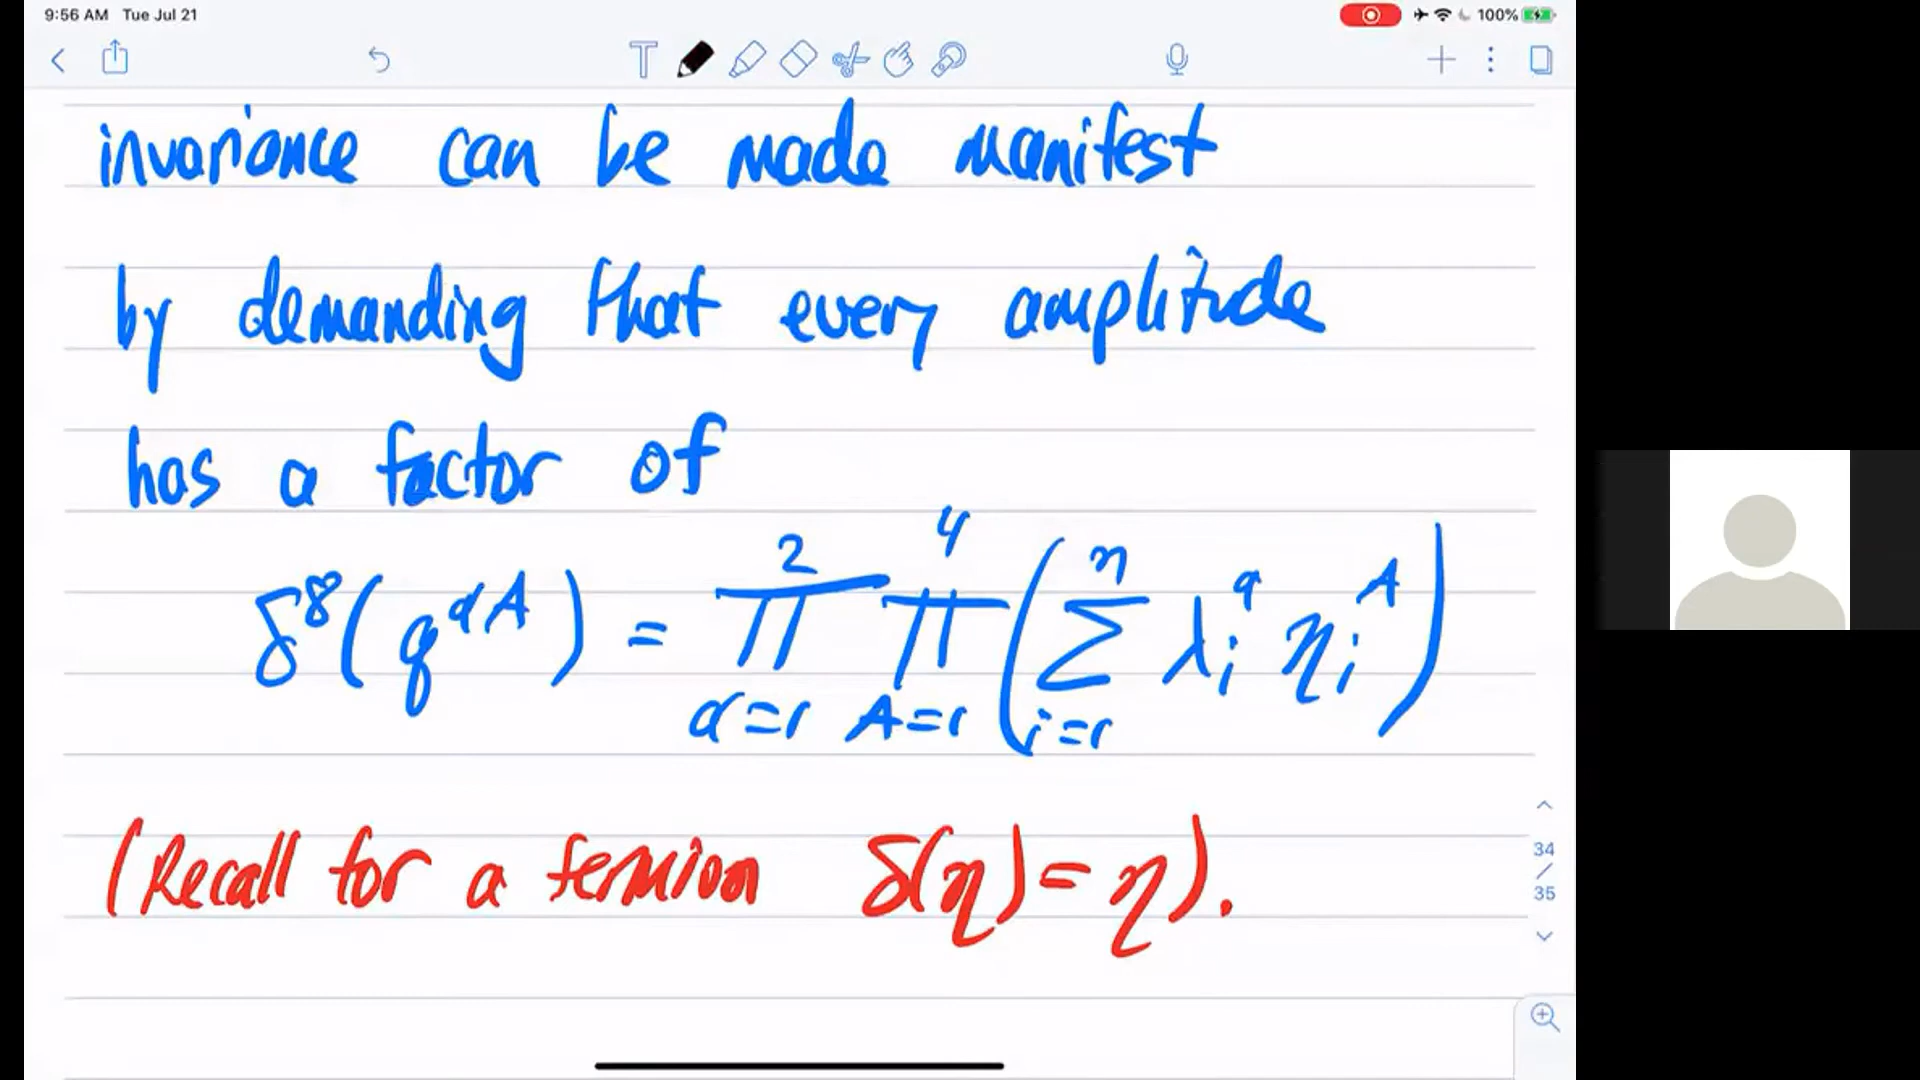 9:56 AM Tue Jul 21
100%
invariance can be made manifest
by demanding that every amplitude
has a factor of
δ⁸(q^{αA}) = ∏_{α=1}^{2} ∏_{A=1}^{4} (∑_{i=1}^{n} λ_i^α η_i^A)
(Recall for a fermion δ(η) = η).
34
/
35